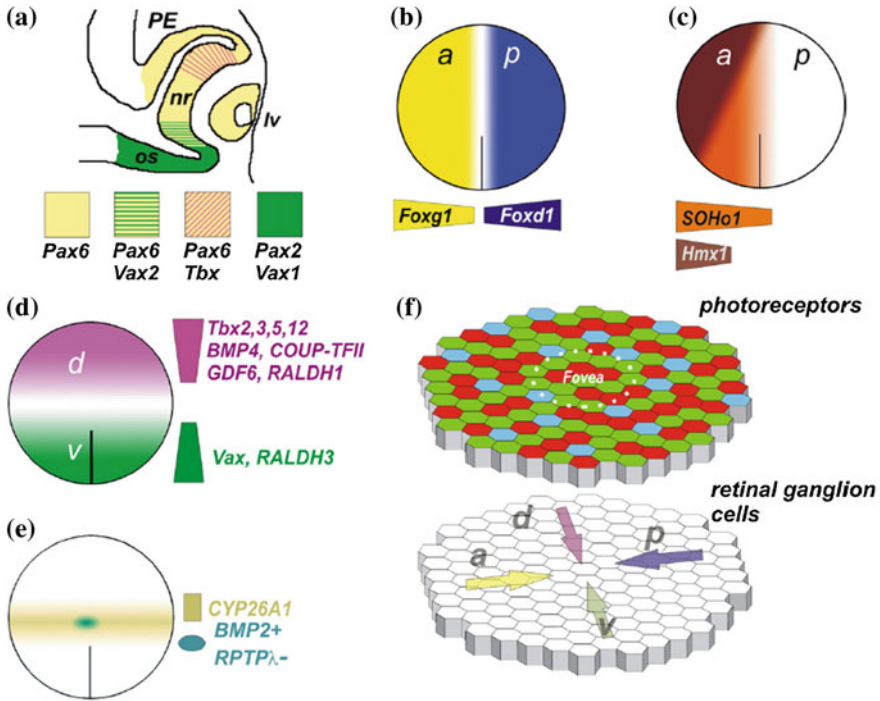 (a)
PE
nr
lv
os
Pax6
Pax6
Vax2
Pax6
Tbx
Pax2
Vax1
(b)
a
p
Foxg1
Foxd1
(c)
a
p
SOHo1
Hmx1
(d)
d
v
Tbx2,3,5,12
BMP4, COUP-TFII
GDF6, RALDH1
Vax, RALDH3
(e)
CYP26A1
BMP2+
RPTPλ-
(f)
photoreceptors
Fovea
retinal ganglion
cells
d
a
p
v